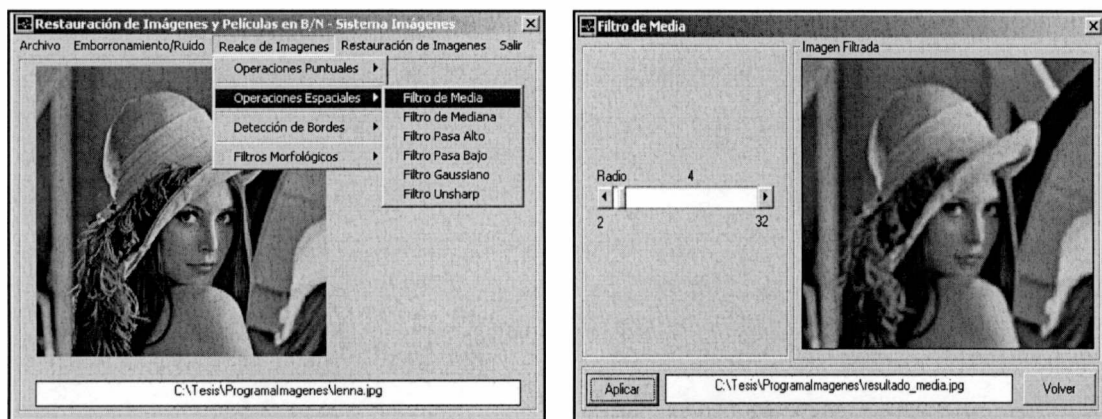 Restauración de Imágenes y Películas en B/N - Sistema Imágenes
Archivo Emborronamiento/Ruido Realce de Imagenes Restauración de Imagenes Salir
Operaciones Puntuales
Operaciones Espaciales
Detección de Bordes
Filtros Morfológicos
Filtro de Media
Filtro de Mediana
Filtro Pasa Alto
Filtro Pasa Bajo
Filtro Gaussiano
Filtro Unsharp
C:\Tesis\ProgramaImagenes\lenna.jpg
Filtro de Media
Imagen Filtrada
Radio 4
2 32
Aplicar
C:\Tesis\ProgramaImagenes\resultado_media.jpg
Volver